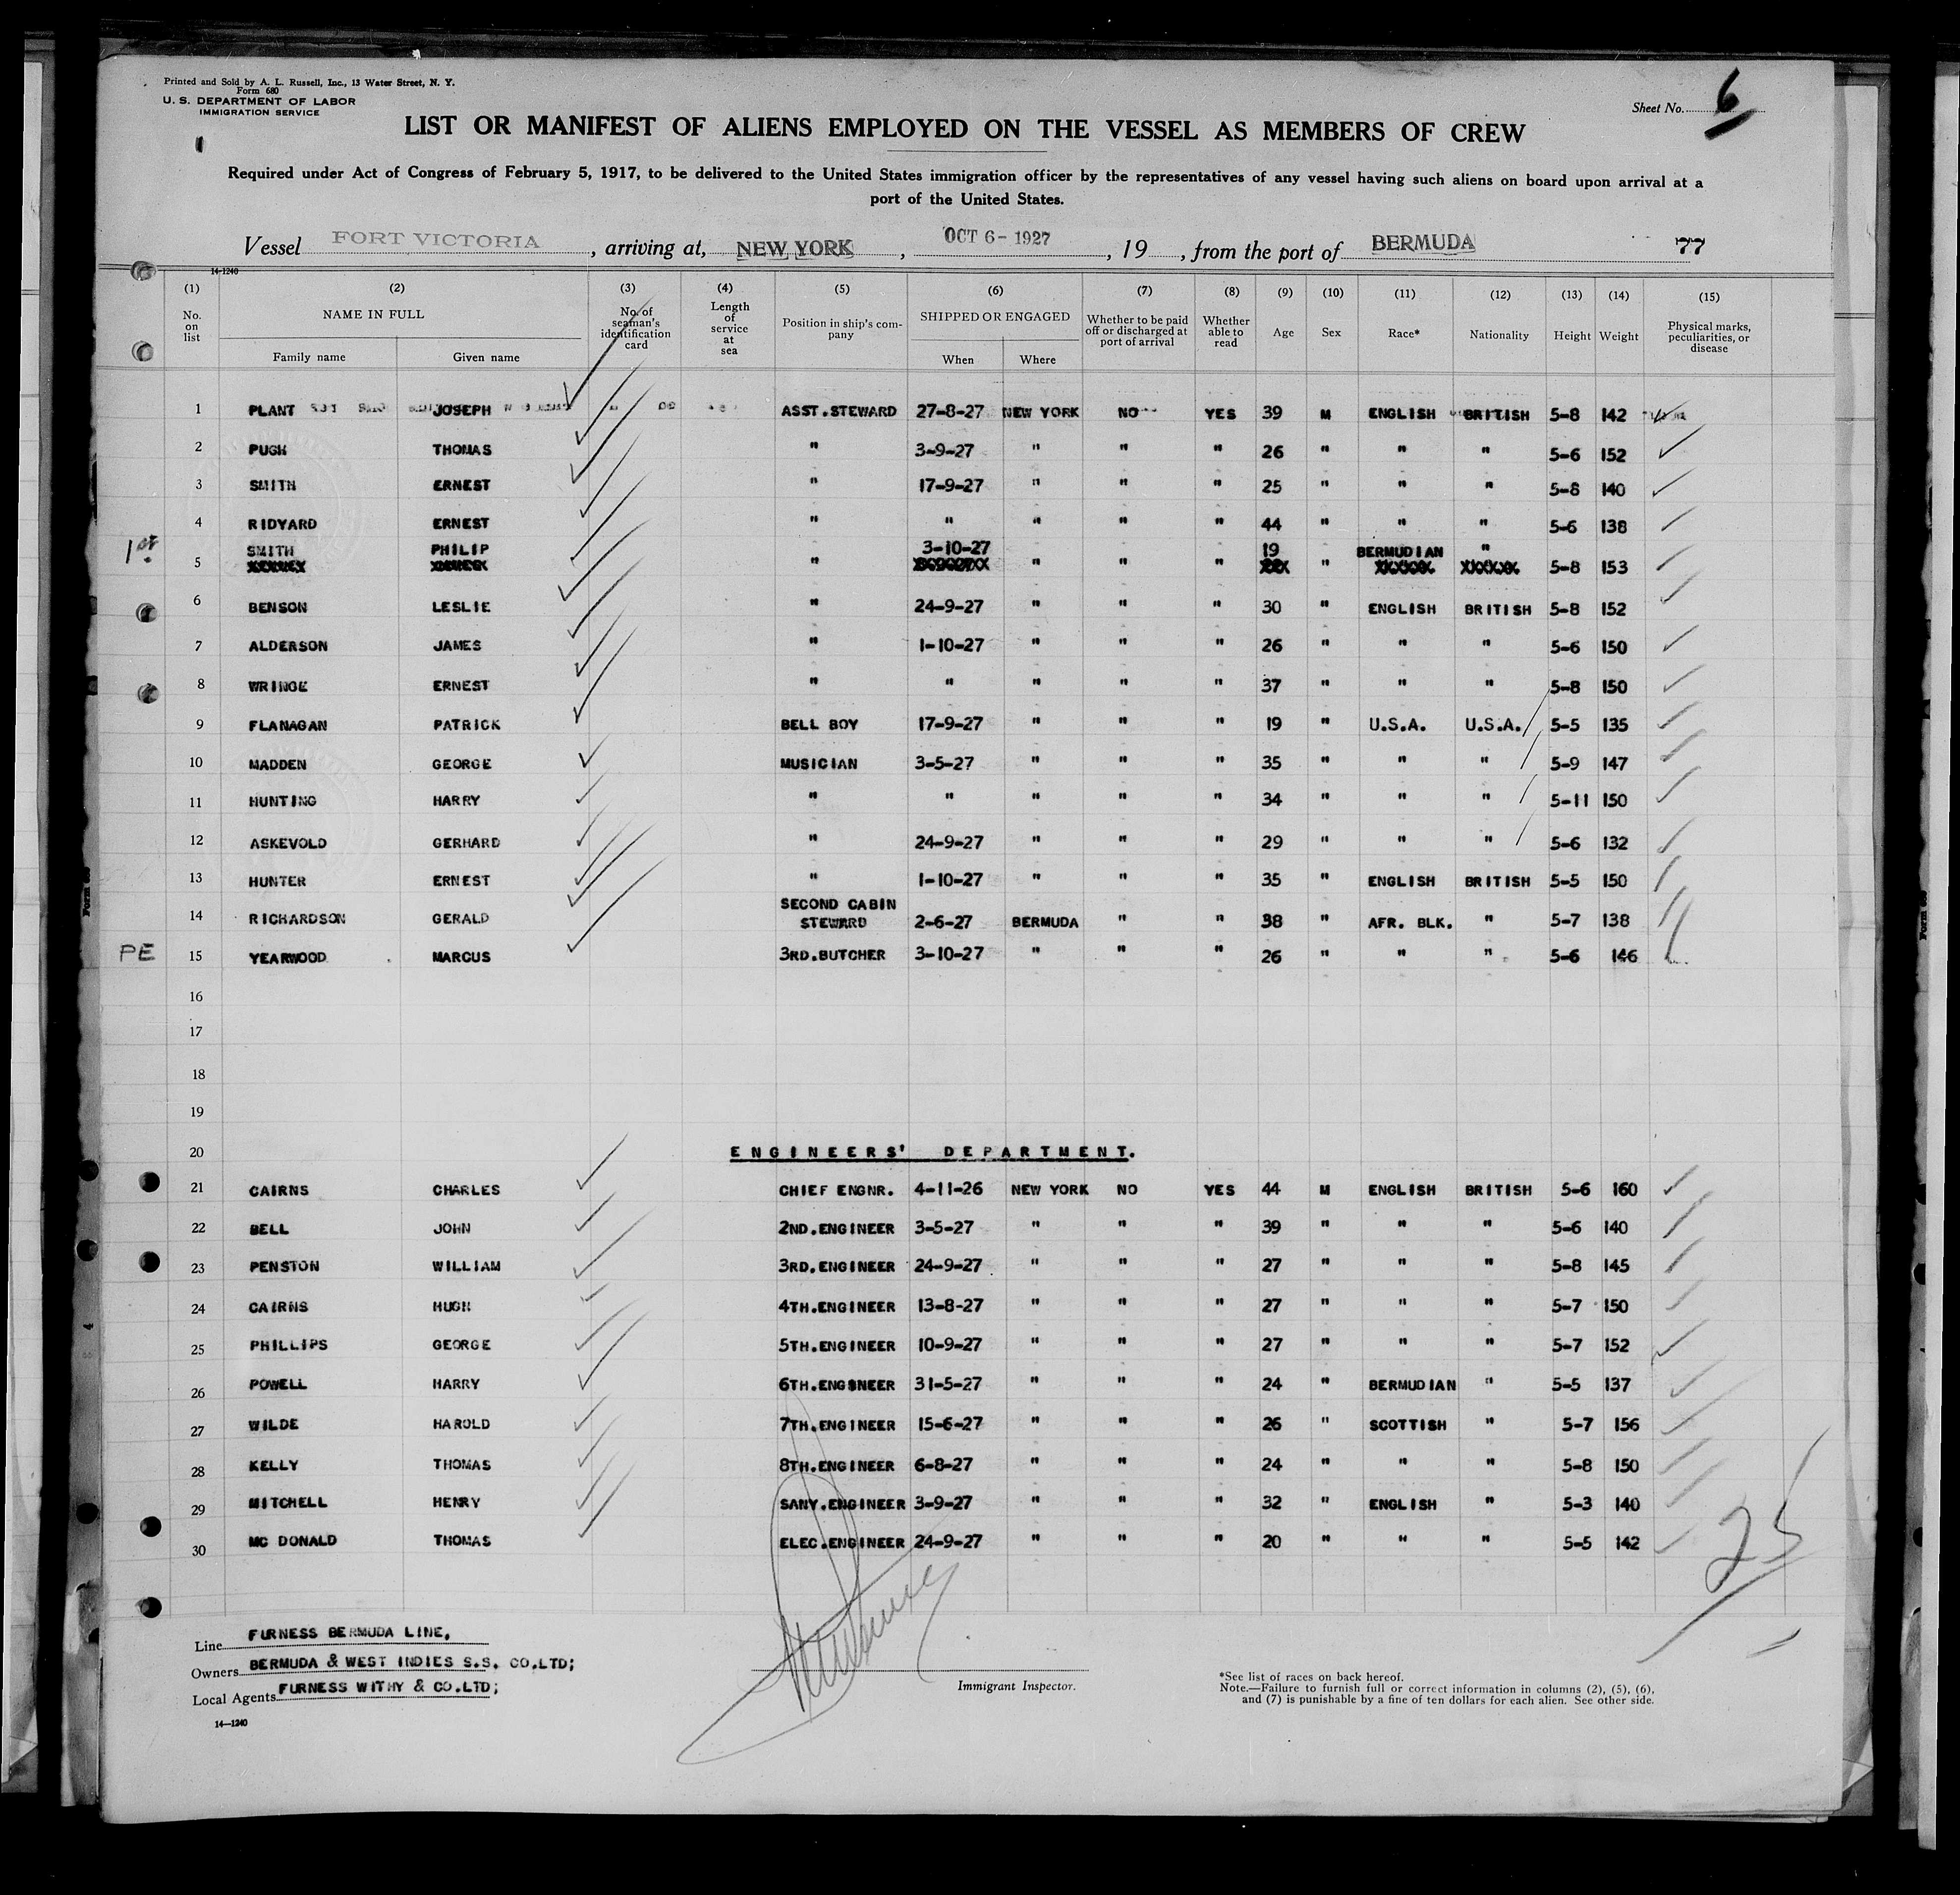 Printed and Sold by A. L. Russell, Inc., 13 Water Street, N. Y.
Form 680
U. S. DEPARTMENT OF LABOR
IMMIGRATION SERVICE
Sheet No. 6
LIST OR MANIFEST OF ALIENS EMPLOYED ON THE VESSEL AS MEMBERS OF CREW
Required under Act of Congress of February 5, 1917, to be delivered to the United States immigration officer by the representatives of any vessel having such aliens on board upon arrival at a
port of the United States.
Vessel FORT VICTORIA, arriving at, NEW YORK, OCT 6-1927, 19, from the port of BERMUDA 77
14-1240
(1) (2) (3) (4) (5) (6) (7) (8) (9) (10) (11) (12) (13) (14) (15)
No. on list NAME IN FULL Family name Given name No. of seaman's identification card Length of service at sea Position in ship's company SHIPPED OR ENGAGED When Where Whether to be paid off or discharged at port of arrival Whether able to read Age Sex Race* Nationality Height Weight Physical marks, peculiarities, or disease
1 PLANT JOSEPH ASST.STEWARD 27-8-27 NEW YORK NO YES 39 M ENGLISH BRITISH 5-8 142
2 PUGH THOMAS " 3-9-27 " " " 26 " " " 5-6 152
3 SMITH ERNEST " 17-9-27 " " " 25 " " " 5-8 140
4 RIDYARD ERNEST " " " " " 44 " " " 5-6 138
1st 5 SMITH PHILIP " 3-10-27 " " " 19 " BERMUDIAN " 5-8 153
6 BENSON LESLIE " 24-9-27 " " " 30 " ENGLISH BRITISH 5-8 152
7 ALDERSON JAMES " 1-10-27 " " " 26 " " " 5-6 150
8 WRINGE ERNEST " " " " " 37 " " " 5-8 150
9 FLANAGAN PATRICK BELL BOY 17-9-27 " " " 19 " U.S.A. U.S.A. 5-5 135
10 MADDEN GEORGE MUSICIAN 3-5-27 " " " 35 " " " 5-9 147
11 HUNTING HARRY " " " " " 34 " " " 5-11 150
12 ASKEVOLD GERHARD " 24-9-27 " " " 29 " " " 5-6 132
13 HUNTER ERNEST " 1-10-27 " " " 35 " ENGLISH BRITISH 5-5 150
14 RICHARDSON GERALD SECOND CABIN STEWARD 2-6-27 BERMUDA " " 38 " AFR. BLK. " 5-7 138
PE 15 YEARWOOD MARCUS 3RD.BUTCHER 3-10-27 " " " 26 " " " 5-6 146
16
17
18
19
20 ENGINEERS' DEPARTMENT.
21 CAIRNS CHARLES CHIEF ENGNR. 4-11-26 NEW YORK NO YES 44 M ENGLISH BRITISH 5-6 160
22 BELL JOHN 2ND.ENGINEER 3-5-27 " " " 39 " " " 5-6 140
23 PENSTON WILLIAM 3RD.ENGINEER 24-9-27 " " " 27 " " " 5-8 145
24 CAIRNS HUGH 4TH.ENGINEER 13-8-27 " " " 27 " " " 5-7 150
25 PHILLIPS GEORGE 5TH.ENGINEER 10-9-27 " " " 27 " " " 5-7 152
26 POWELL HARRY 6TH.ENGSNEER 31-5-27 " " " 24 " BERMUDIAN " 5-5 137
27 WILDE HAROLD 7TH.ENGINEER 15-6-27 " " " 26 " SCOTTISH " 5-7 156
28 KELLY THOMAS 8TH.ENGINEER 6-8-27 " " " 24 " " " 5-8 150
29 MITCHELL HENRY SANY.ENGINEER 3-9-27 " " " 32 " ENGLISH " 5-3 140
30 MC DONALD THOMAS ELEC.ENGINEER 24-9-27 " " " 20 " " " 5-5 142
25
Line FURNESS BERMUDA LINE,
Owners BERMUDA & WEST INDIES S.S. CO.LTD;
Local Agents FURNESS WITHY & CO.LTD;
14—1240
Immigrant Inspector.
*See list of races on back hereof.
Note.—Failure to furnish full or correct information in columns (2), (5), (6),
and (7) is punishable by a fine of ten dollars for each alien. See other side.